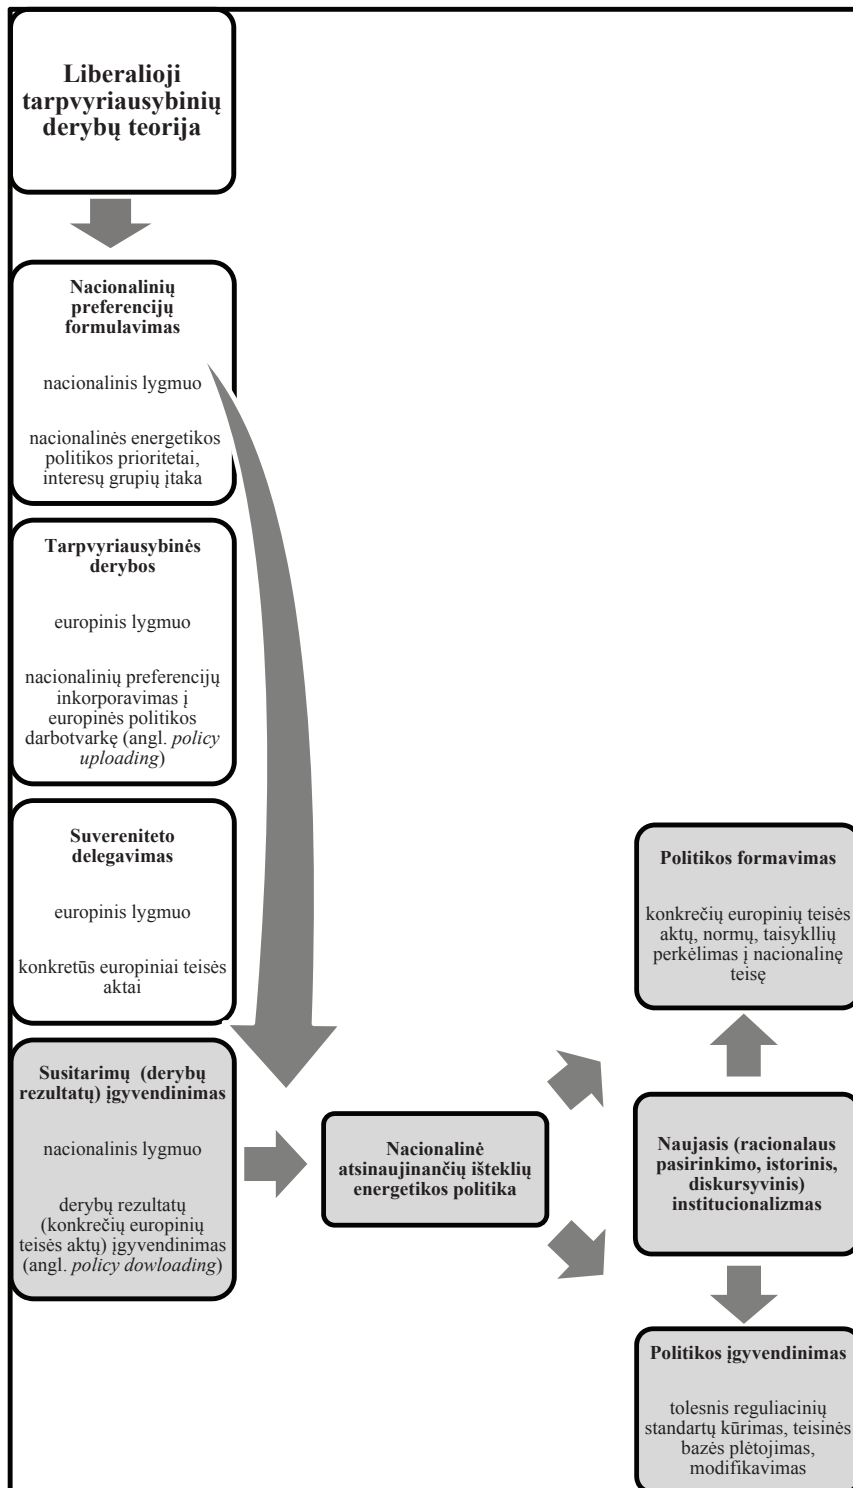 Liberalioji
tarpvyriausybinių
derybų teorija
Nacionalinių
preferencijų
formulavimas
nacionalinis lygmuo
nacionalinės energetikos
politikos prioritetai,
interesų grupių įtaka
Tarpvyriausybinės
derybos
europinis lygmuo
nacionalinių preferencijų
inkorporavimas į
europinės politikos
darbotvarkę (angl. policy
uploading)
Suvereniteto
delegavimas
europinis lygmuo
konkretūs europiniai teisės
aktai
Susitarimų (derybų
rezultatų) įgyvendinimas
nacionalinis lygmuo
derybų rezultatų
(konkrečių europinių
teisės aktų) įgyvendinimas
(angl. policy dowloading)
Nacionalinė
atsinaujinančių išteklių
energetikos politika
Politikos formavimas
konkrečių europinių teisės
aktų, normų, taisykllių
perkėlimas į nacionalinę
teisę
Naujasis (racionalaus
pasirinkimo, istorinis,
diskursyvinis)
institucionalizmas
Politikos įgyvendinimas
tolesnis reguliacinių
standartų kūrimas, teisinės
bazės plėtojimas,
modifikavimas